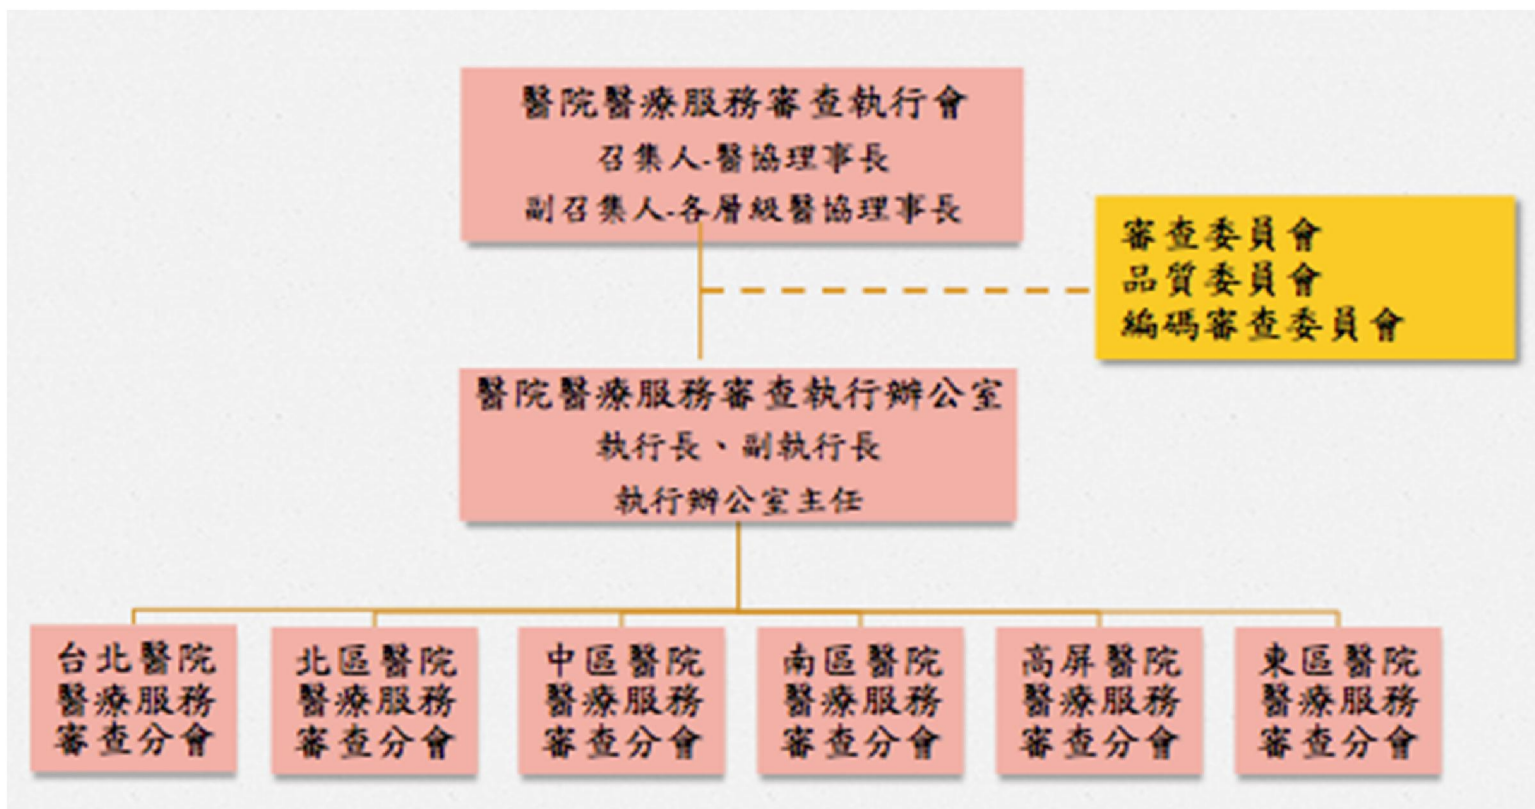 醫院醫療服務審查執行會
召集人-醫協理事長
副召集人-各層級醫協理事長
審查委員會
品質委員會
編碼審查委員會
醫院醫療服務審查執行辦公室
執行長、副執行長
執行辦公室主任
台北醫院
醫療服務
審查分會
北區醫院
醫療服務
審查分會
中區醫院
醫療服務
審查分會
南區醫院
醫療服務
審查分會
高屏醫院
醫療服務
審查分會
東區醫院
醫療服務
審查分會